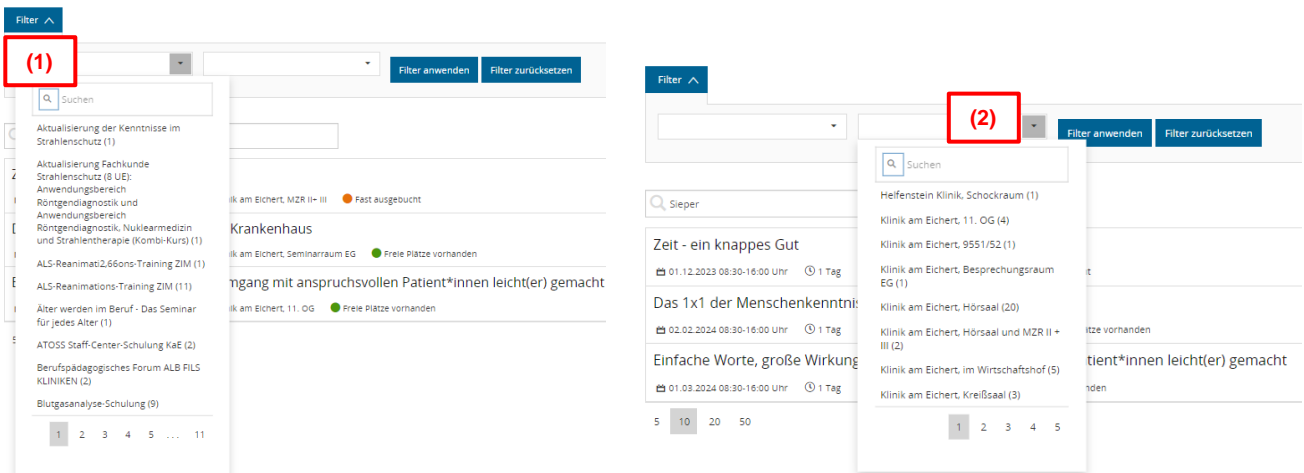 Filter
(1)
Filter anwenden
Filter zurücksetzen
Suchen
Aktualisierung der Kenntnisse im
Strahlenschutz (1)
Aktualisierung Fachkunde
Strahlenschutz (8 UE):
Anwendungsbereich
Röntgendiagnostik und
Anwendungsbereich
Röntgendiagnostik, Nuklearmedizin
und Strahlentherapie (Kombi-Kurs) (1)
ALS-Reanimati2,66ons-Training ZIM (1)
ALS-Reanimations-Training ZIM (11)
Älter werden im Beruf - Das Seminar
für jedes Alter (1)
ATOSS Staff-Center-Schulung KaE (2)
Berufspädagogisches Forum ALB FILS
KLINIKEN (2)
Blutgasanalyse-Schulung (9)
1 2 3 4 5 ... 11
am Eichert, MZR II+ III Fast ausgebucht
Krankenhaus
am Eichert, Seminarraum EG Freie Plätze vorhanden
mgang mit anspruchsvollen Patient*innen leicht(er) gemacht
am Eichert, 11. OG Freie Plätze vorhanden
Filter
(2)
Filter anwenden
Filter zurücksetzen
Suchen
Helfenstein Klinik, Schockraum (1)
Klinik am Eichert, 11. OG (4)
Klinik am Eichert, 9551/52 (1)
Klinik am Eichert, Besprechungsraum
EG (1)
Klinik am Eichert, Hörsaal (20)
Klinik am Eichert, Hörsaal und MZR II +
III (2)
Klinik am Eichert, im Wirtschaftshof (5)
Klinik am Eichert, Kreißsaal (3)
1 2 3 4 5
Sieper
Zeit - ein knappes Gut
01.12.2023 08:30-16:00 Uhr 1 Tag
Das 1x1 der Menschenkenntnis
02.02.2024 08:30-16:00 Uhr 1 Tag vorhanden
Einfache Worte, große Wirkung tient*innen leicht(er) gemacht
01.03.2024 08:30-16:00 Uhr 1 Tag
5 10 20 50